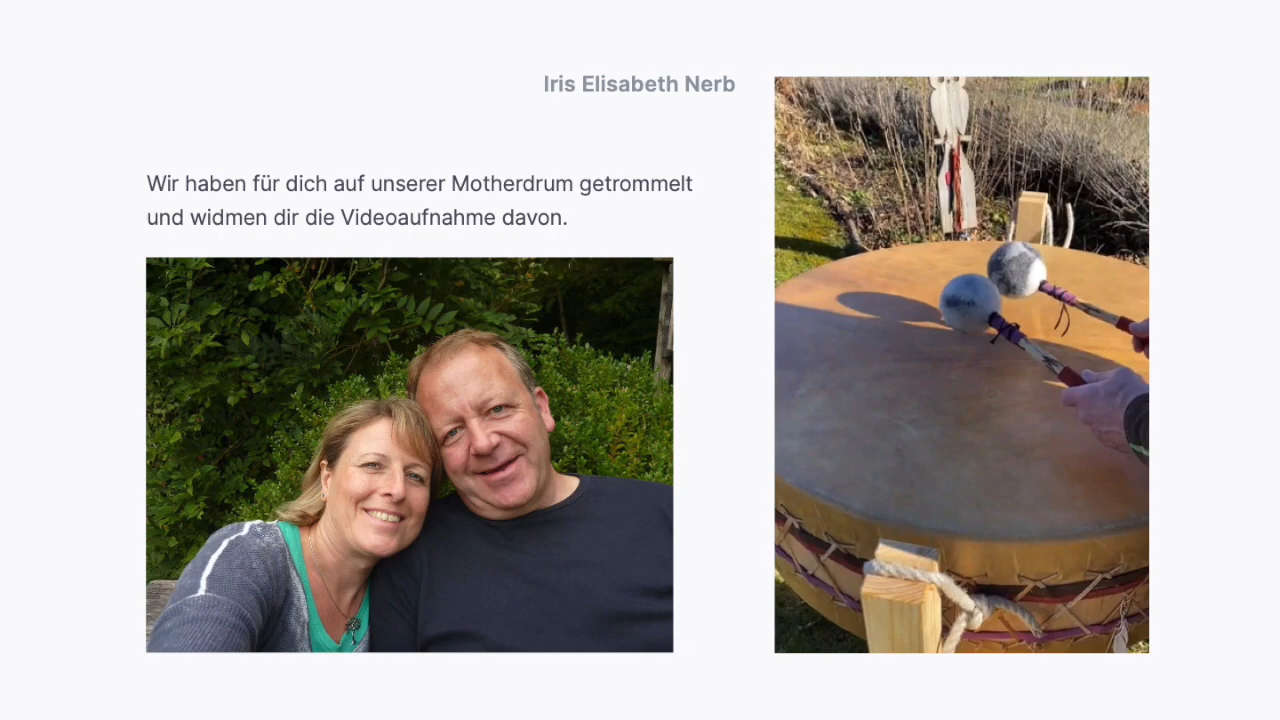 Iris Elisabeth Nerb
Wir haben für dich auf unserer Motherdrum getrommelt
und widmen dir die Videoaufnahme davon.